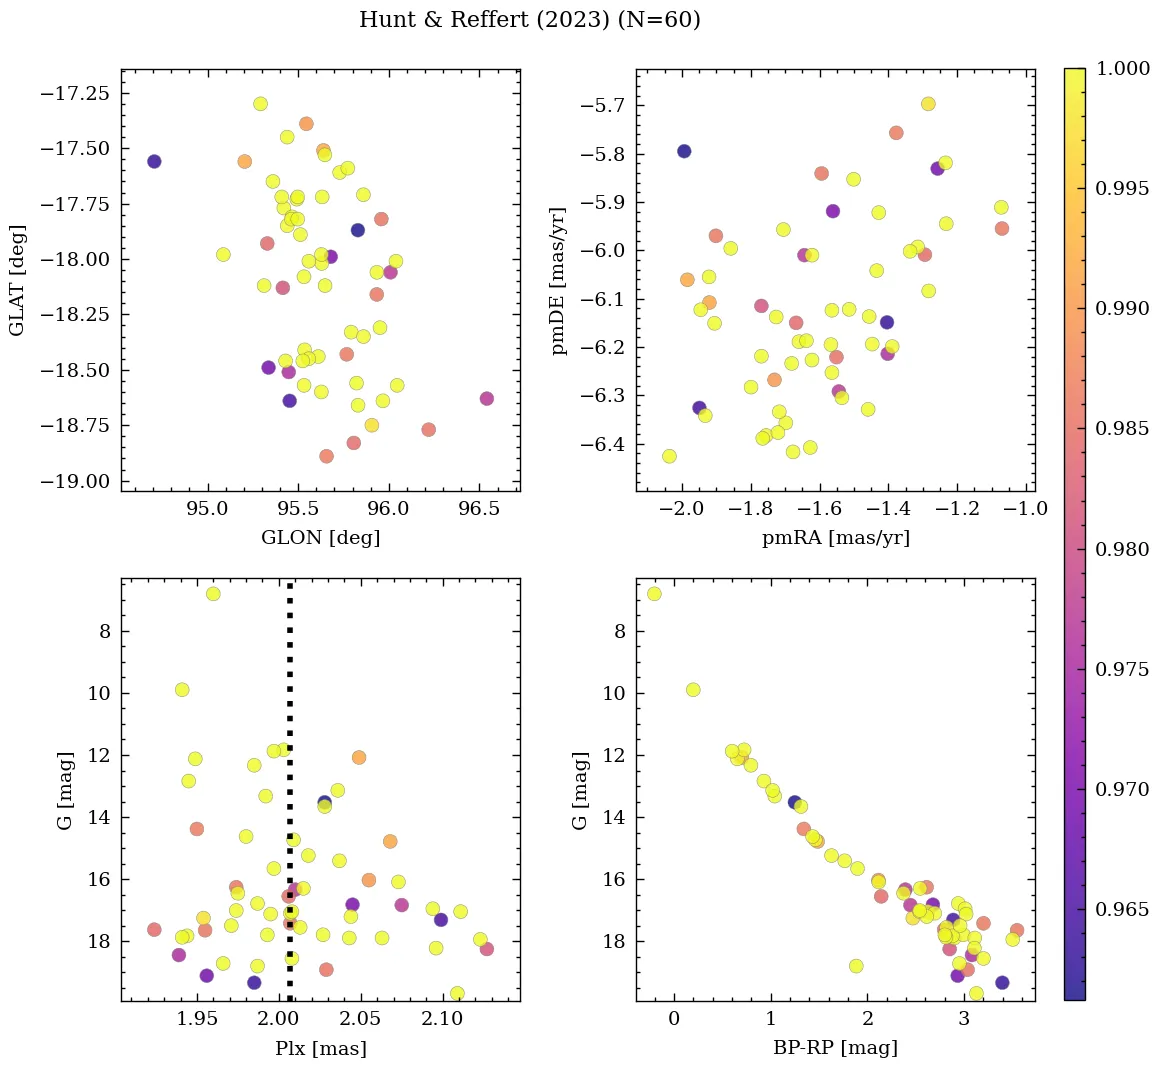 Hunt & Reffert (2023) (N=60)
−17.25
−17.50
−17.75
−18.00
−18.25
−18.50
−18.75
−19.00
GLAT [deg]
95.0 95.5 96.0 96.5
GLON [deg]
−5.7
−5.8
−5.9
−6.0
−6.1
−6.2
−6.3
−6.4
pmDE [mas/yr]
−2.0 −1.8 −1.6 −1.4 −1.2 −1.0
pmRA [mas/yr]
1.000
0.995
0.990
0.985
0.980
0.975
0.970
0.965
8
10
12
14
16
18
G [mag]
1.95 2.00 2.05 2.10
Plx [mas]
8
10
12
14
16
18
G [mag]
0 1 2 3
BP-RP [mag]